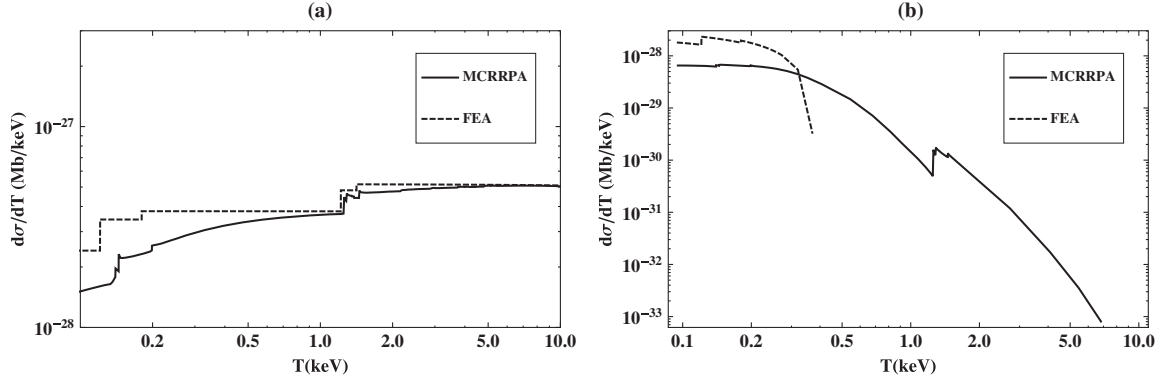 (a)
dσ/dT (Mb/keV)
10⁻²⁷
10⁻²⁸
MCRRPA
FEA
0.2 0.5 1.0 2.0 5.0 10.0
T(keV)
(b)
dσ/dT (Mb/keV)
10⁻²⁸
10⁻²⁹
10⁻³⁰
10⁻³¹
10⁻³²
10⁻³³
MCRRPA
FEA
0.1 0.2 0.5 1.0 2.0 5.0 10.0
T(keV)